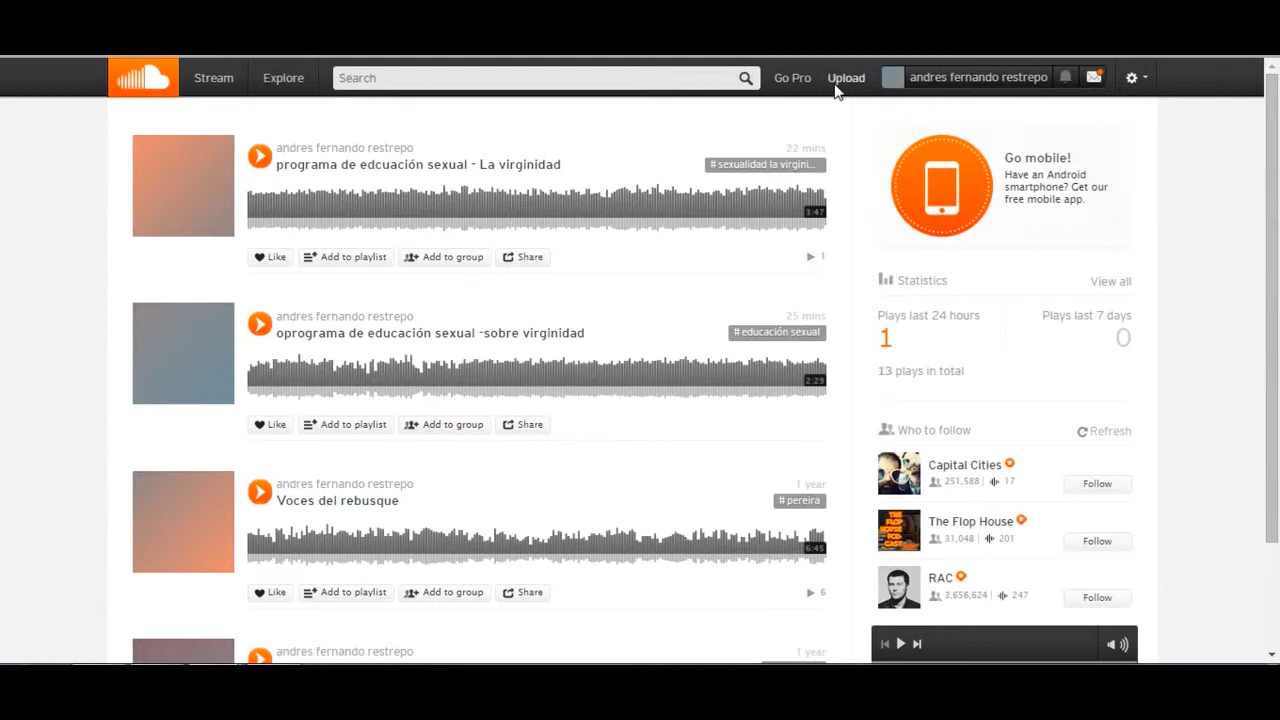 Stream Explore Search Go Pro Upload andres fernando restrepo
andres fernando restrepo 22 mins
programa de edcuación sexual - La virginidad # sexualidad la virgini...
3:47
Like Add to playlist Add to group Share 1
andres fernando restrepo 25 mins
oprograma de educación sexual -sobre virginidad # educación sexual
2:29
Like Add to playlist Add to group Share
andres fernando restrepo 1 year
Voces del rebusque # pereira
6:45
Like Add to playlist Add to group Share 6
andres fernando restrepo 1 year
Go mobile!
Have an Android
smartphone? Get our
free mobile app.
Statistics View all
Plays last 24 hours Plays last 7 days
1 0
13 plays in total
Who to follow Refresh
Capital Cities
251,588 17 Follow
THE FLOP HOUSE PODCAST
The Flop House
31,048 201 Follow
RAC
3,656,624 247 Follow